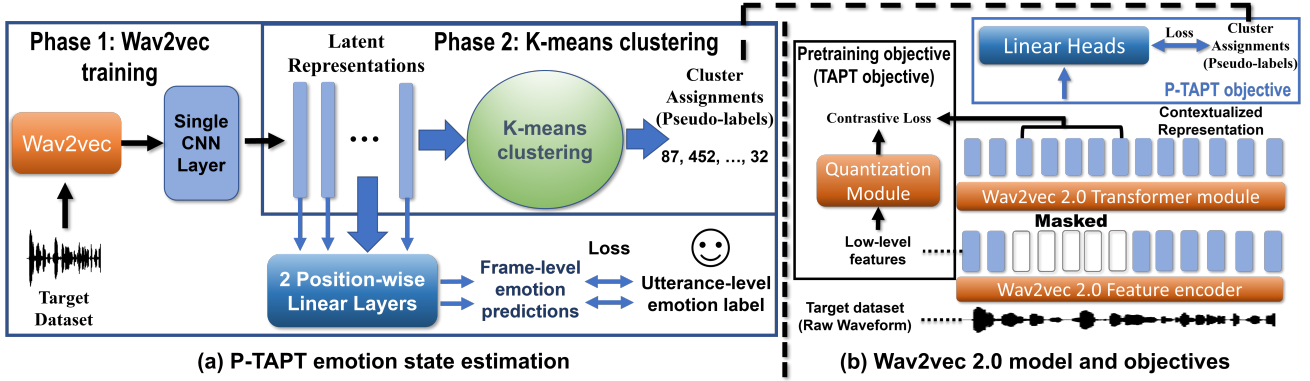 Phase 1: Wav2vec
training
Wav2vec
Single
CNN
Layer
Target
Dataset
Latent
Representations
Phase 2: K-means clustering
...
K-means
clustering
Cluster
Assignments
(Pseudo-labels)
87, 452, ..., 32
2 Position-wise
Linear Layers
Frame-level
emotion
predictions
Loss
Utterance-level
emotion label
(a) P-TAPT emotion state estimation
Pretraining objective
(TAPT objective)
Contrastive Loss
Quantization
Module
Low-level
features
Linear Heads
Loss
Cluster
Assignments
(Pseudo-labels)
P-TAPT objective
Contextualized
Representation
Wav2vec 2.0 Transformer module
Masked
Wav2vec 2.0 Feature encoder
Target dataset
(Raw Waveform)
(b) Wav2vec 2.0 model and objectives